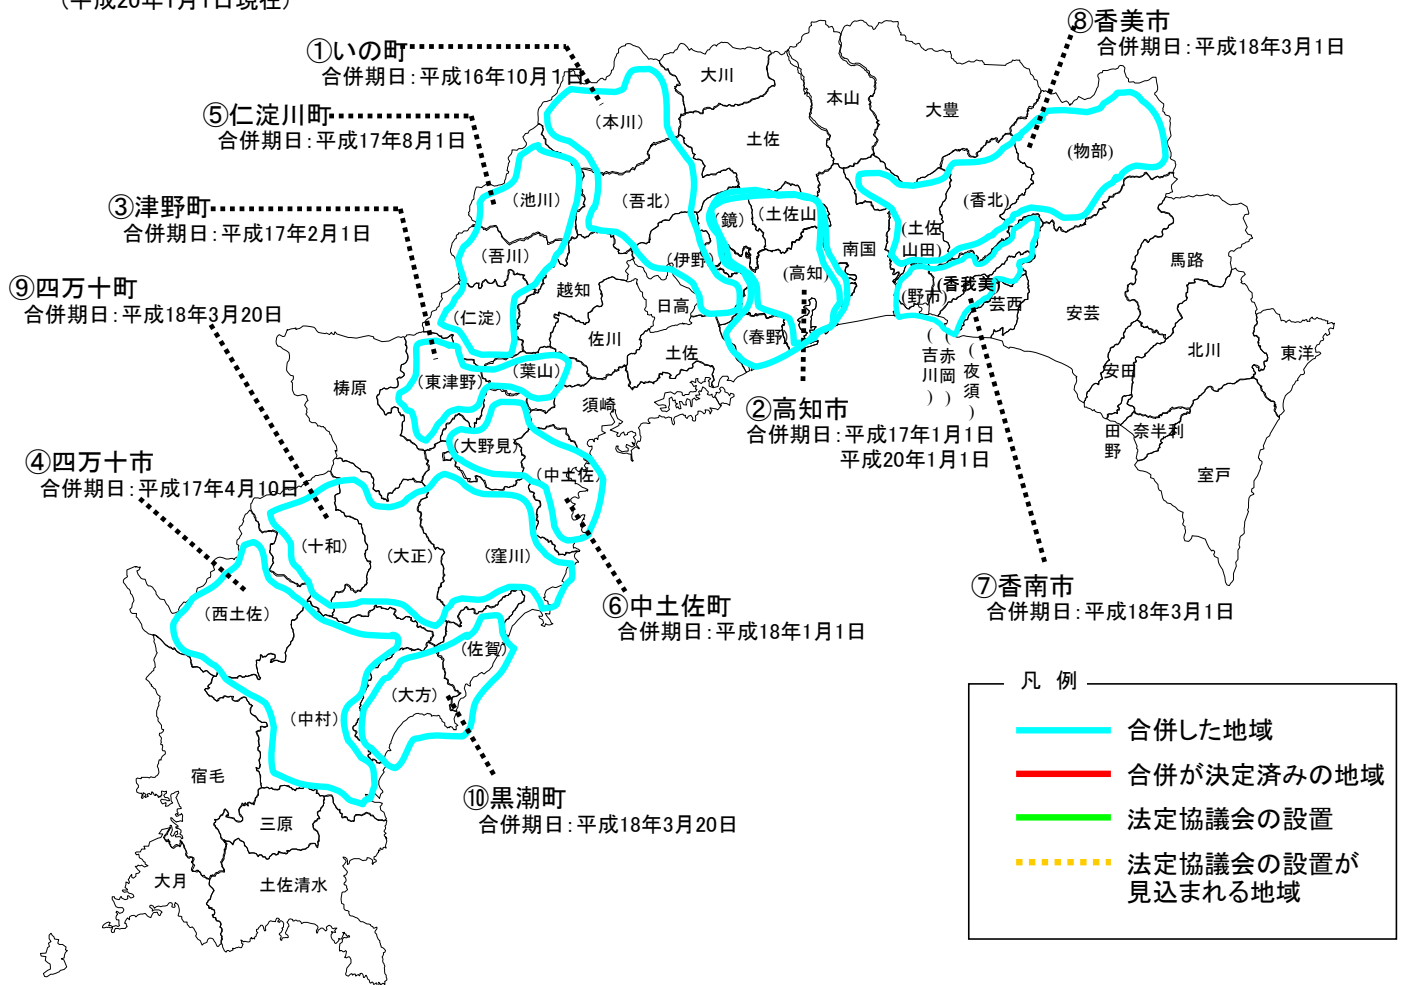 （平成20年1月1日現在）
①いの町
合併期日：平成16年10月1日
⑤仁淀川町
合併期日：平成17年8月1日
③津野町
合併期日：平成17年2月1日
⑨四万十町
合併期日：平成18年3月20日
④四万十市
合併期日：平成17年4月10日
⑧香美市
合併期日：平成18年3月1日
②高知市
合併期日：平成17年1月1日
平成20年1月1日
⑦香南市
合併期日：平成18年3月1日
⑥中土佐町
合併期日：平成18年1月1日
⑩黒潮町
合併期日：平成18年3月20日
大川
本山
大豊
土佐
（本川）
（物部）
（池川）
（吾北）
（鏡）
（土佐山）
（香北）
（土佐
山田）
南国
（吾川）
（伊野）
（高知）
越知
日高
（野市）
（香我美）
芸西
馬路
安芸
（仁淀）
佐川
（春野）
土佐
（吉川）
（赤岡）
（夜須）
北川
東洋
安田
田野
奈半利
室戸
梼原
（東津野）
（葉山）
須崎
（大野見）
（中土佐）
（十和）
（大正）
（窪川）
（西土佐）
（佐賀）
（大方）
（中村）
宿毛
三原
大月
土佐清水
凡 例
合併した地域
合併が決定済みの地域
法定協議会の設置
法定協議会の設置が
見込まれる地域